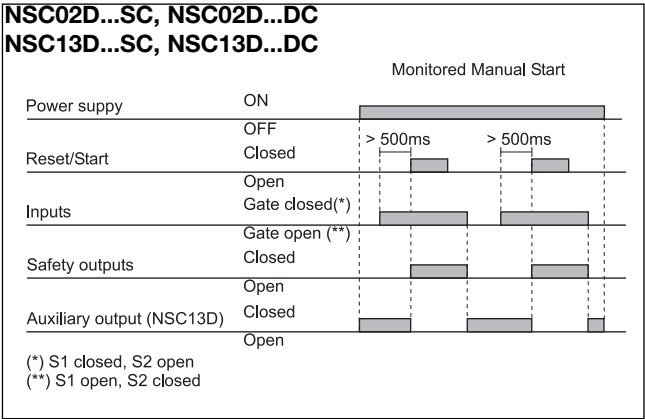 NSC02D...SC, NSC02D...DC
NSC13D...SC, NSC13D...DC
Monitored Manual Start
Power suppy
ON
OFF
> 500ms
> 500ms
Reset/Start
Closed
Open
Inputs
Gate closed(*)
Gate open (**)
Safety outputs
Closed
Open
Auxiliary output (NSC13D)
Closed
Open
(*) S1 closed, S2 open
(**) S1 open, S2 closed